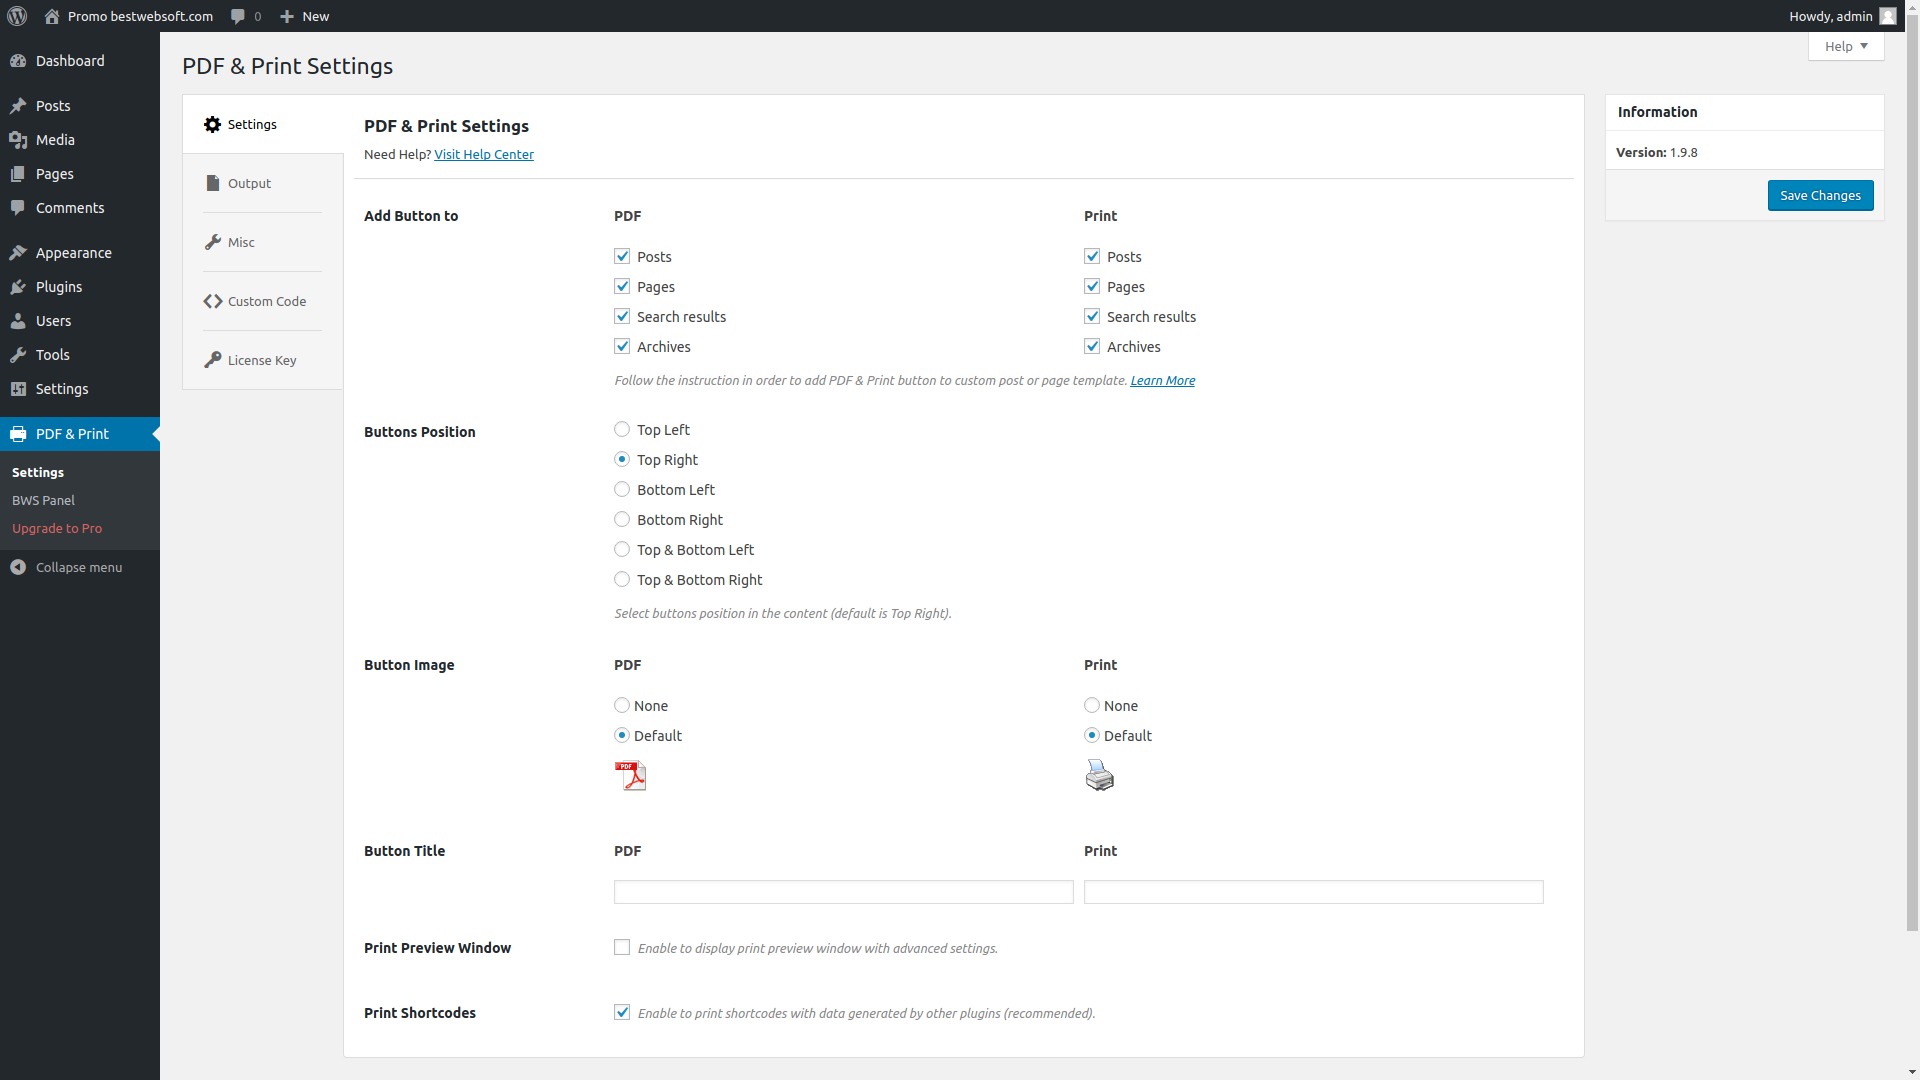 Promo bestwebsoft.com 0 New Howdy, admin
Help
Dashboard
Posts
Media
Pages
Comments
Appearance
Plugins
Users
Tools
Settings
PDF & Print
Settings
BWS Panel
Upgrade to Pro
Collapse menu
PDF & Print Settings
Settings
Output
Misc
Custom Code
License Key
PDF & Print Settings
Need Help? Visit Help Center
Add Button to PDF Print
Posts Posts
Pages Pages
Search results Search results
Archives Archives
Follow the instruction in order to add PDF & Print button to custom post or page template. Learn More
Buttons Position
Top Left
Top Right
Bottom Left
Bottom Right
Top & Bottom Left
Top & Bottom Right
Select buttons position in the content (default is Top Right).
Button Image PDF Print
None None
Default Default
PDF
Button Title PDF Print
Print Preview Window Enable to display print preview window with advanced settings.
Print Shortcodes Enable to print shortcodes with data generated by other plugins (recommended).
Information
Version: 1.9.8
Save Changes